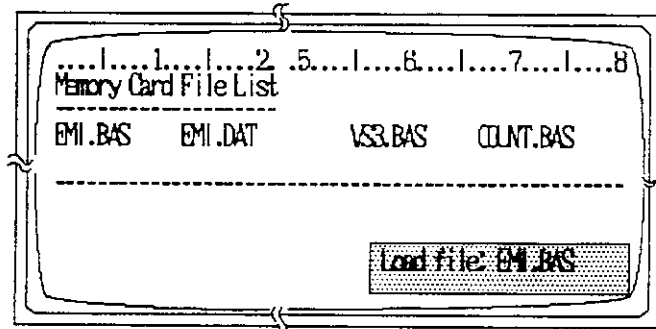 ....|....1....|....2. .5....|....6....|....7....|....8
Memory Card File List
EMI.BAS EMI.DAT VS3.BAS COUNT.BAS
Load file: EMI.BAS